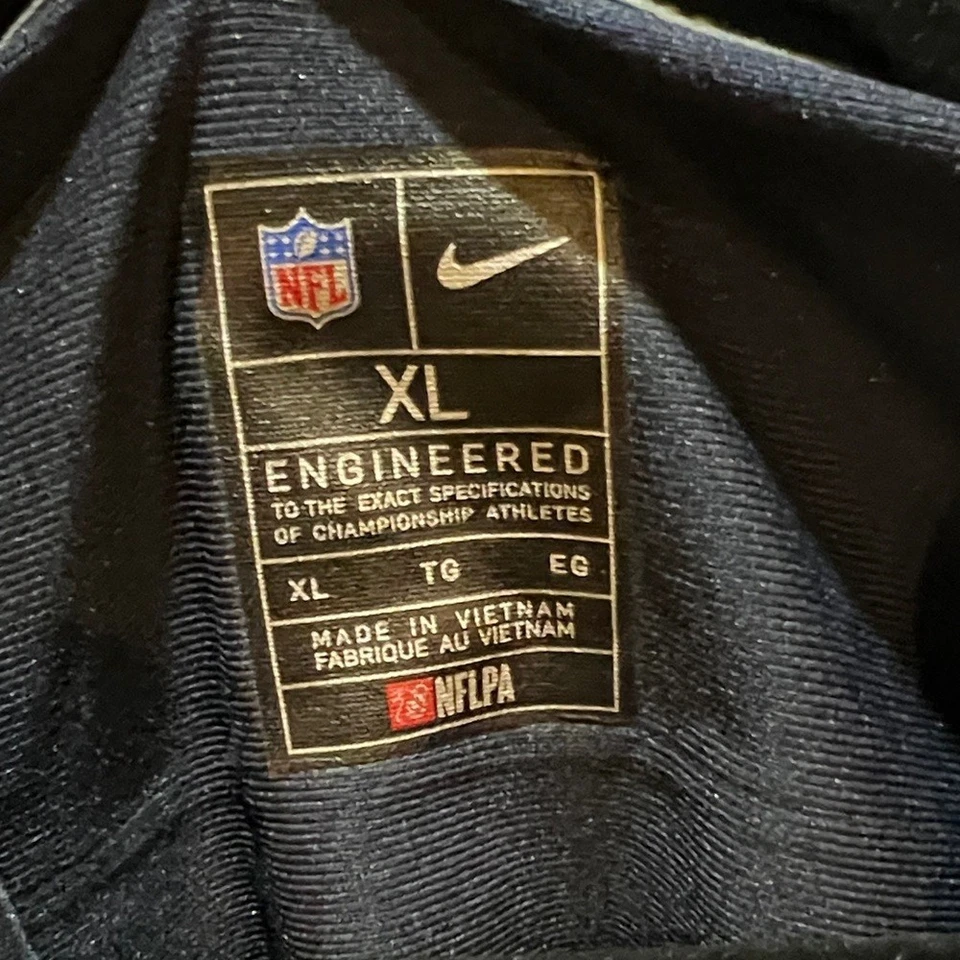 NFL
XL
ENGINEERED
TO THE EXACT SPECIFICATIONS
OF CHAMPIONSHIP ATHLETES
XL TG EG
MADE IN VIETNAM
FABRIQUE AU VIETNAM
NFLPA